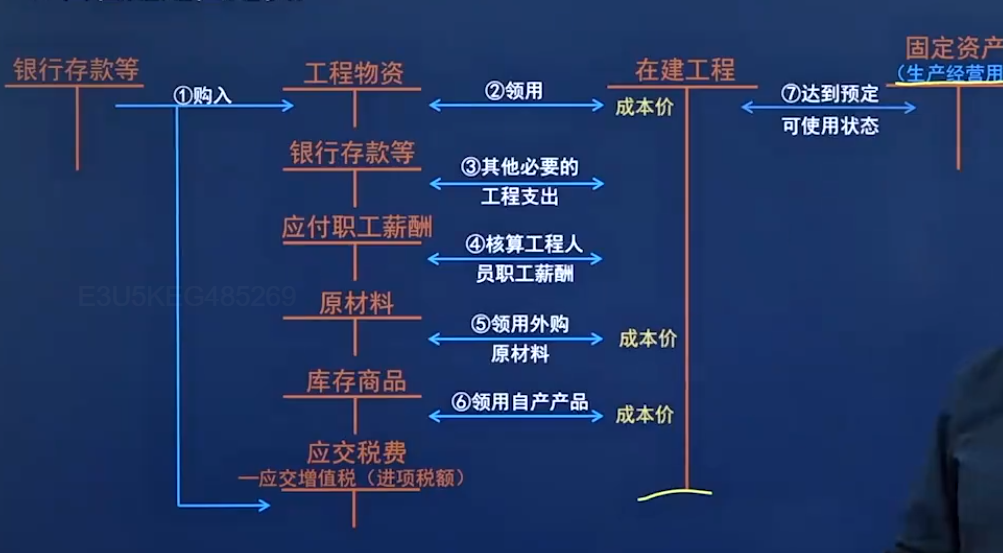 银行存款等
①购入
工程物资
②领用
在建工程
成本价
⑦达到预定
可使用状态
固定资产
（生产经营用
银行存款等
③其他必要的
工程支出
应付职工薪酬
④核算工程人
员职工薪酬
E3U5KEG485269
原材料
⑤领用外购
原材料
成本价
库存商品
⑥领用自产产品
成本价
应交税费
—应交增值税（进项税额）